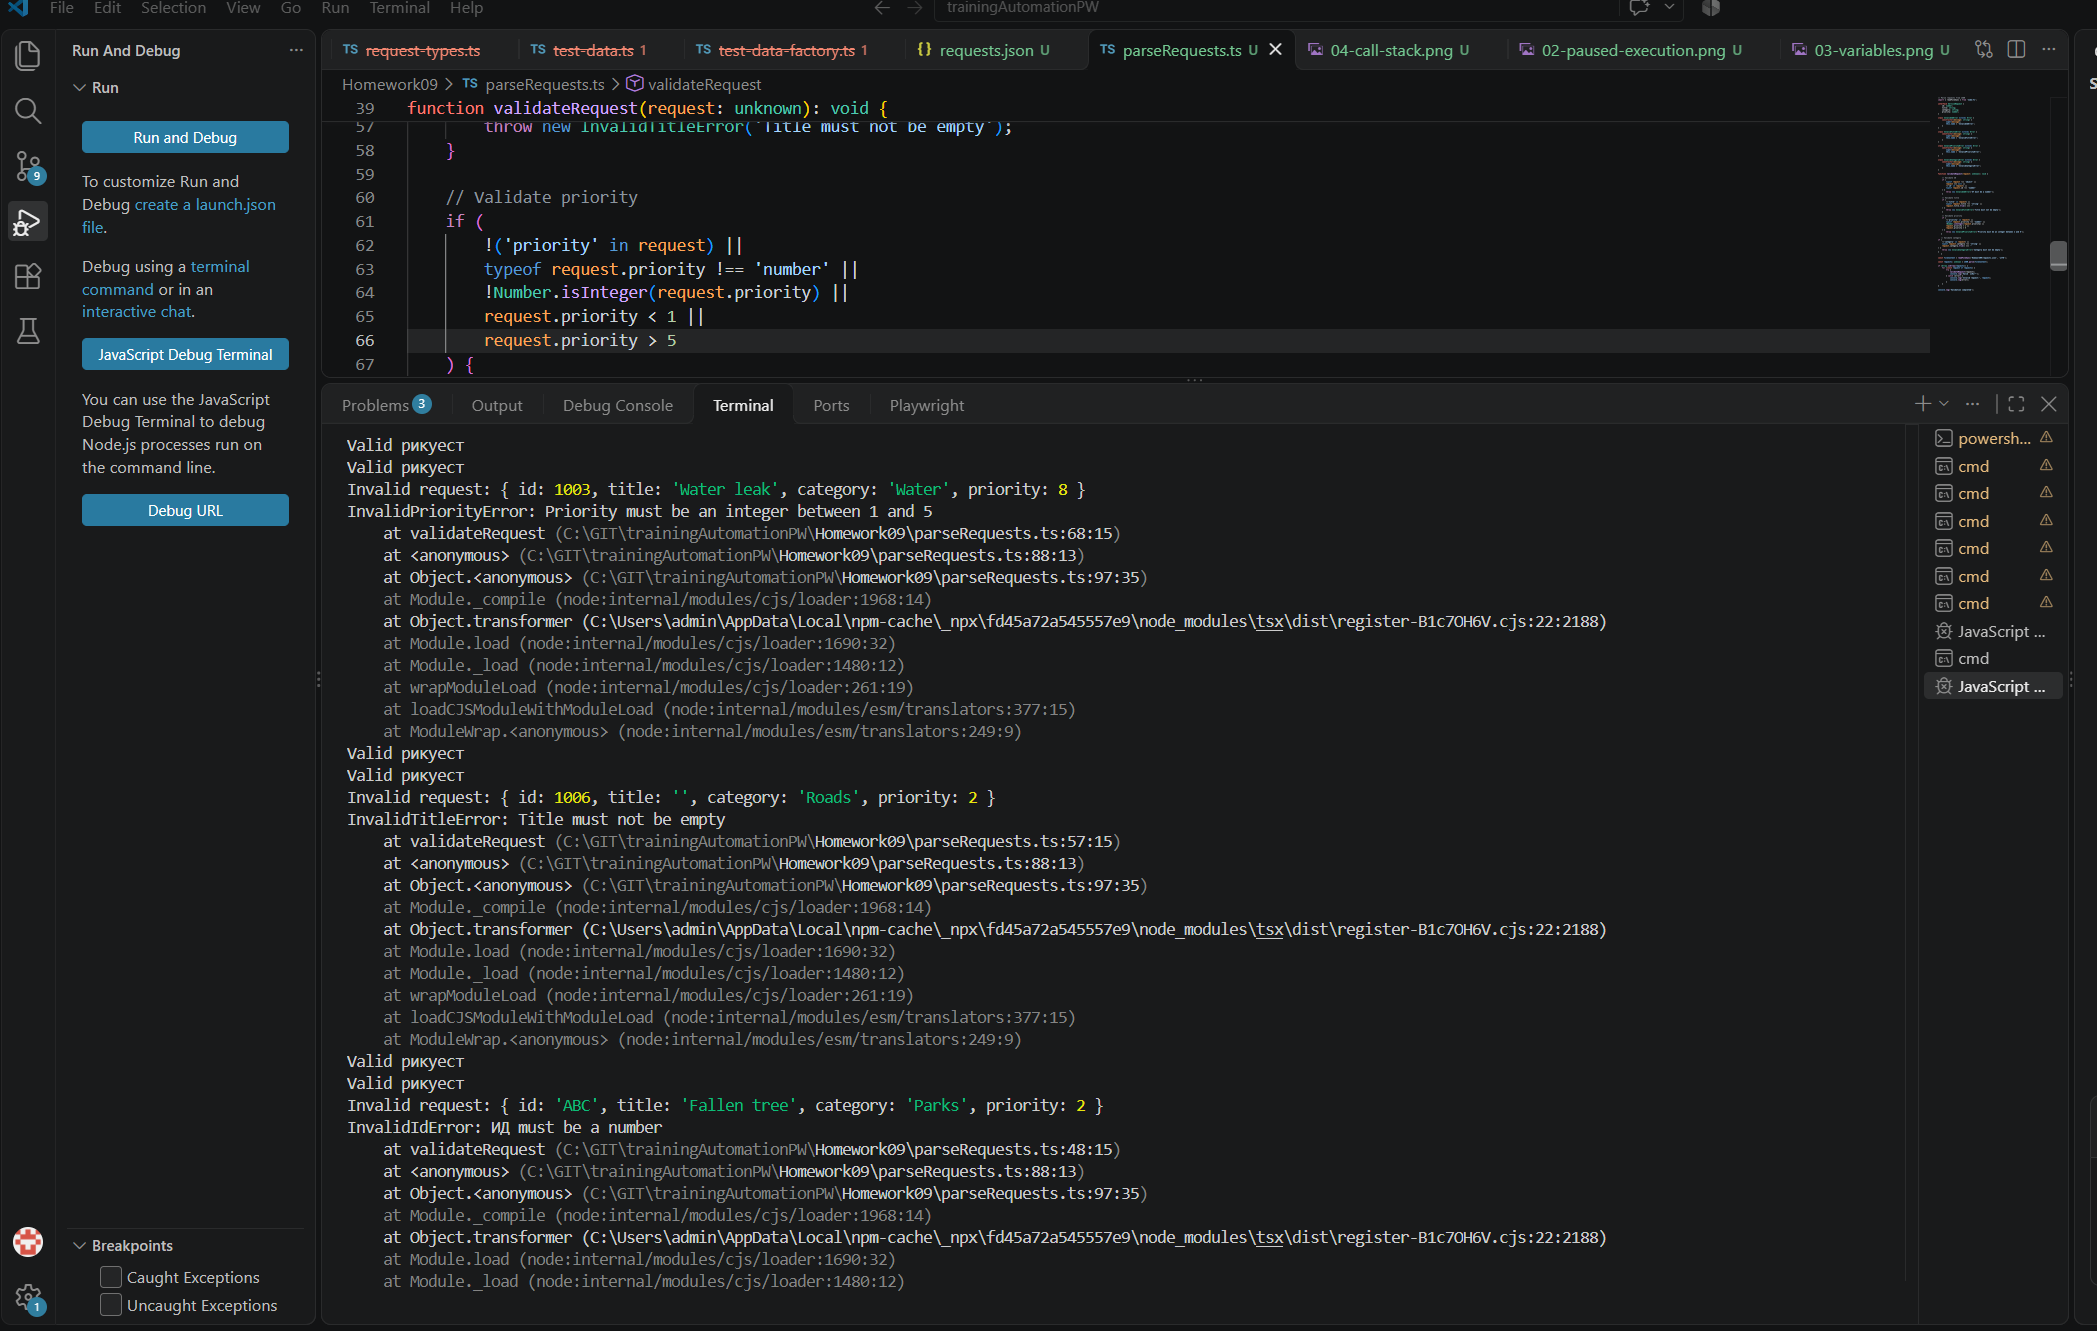 File Edit Selection View Go Run Terminal Help
trainingAutomationPW
Run And Debug
Run
Run and Debug
To customize Run and
Debug create a launch.json
file.
Debug using a terminal
command or in an
interactive chat.
JavaScript Debug Terminal
You can use the JavaScript
Debug Terminal to debug
Node.js processes run on
the command line.
Debug URL
Breakpoints
Caught Exceptions
Uncaught Exceptions
9
1
TS request-types.ts
TS test-data.ts 1
TS test-data-factory.ts 1
{} requests.json U
TS parseRequests.ts U
04-call-stack.png U
02-paused-execution.png U
03-variables.png U
Homework09 > TS parseRequests.ts > validateRequest
39 function validateRequest(request: unknown): void {
57 throw new InvalidTitleError('Title must not be empty');
58 }
59
60 // Validate priority
61 if (
62 !('priority' in request) ||
63 typeof request.priority !== 'number' ||
64 !Number.isInteger(request.priority) ||
65 request.priority < 1 ||
66 request.priority > 5
67 ) {
Problems 3 Output Debug Console Terminal Ports Playwright
Valid рикуест
Valid рикуест
Invalid request: { id: 1003, title: 'Water leak', category: 'Water', priority: 8 }
InvalidPriorityError: Priority must be an integer between 1 and 5
at validateRequest (C:\GIT\trainingAutomationPW\Homework09\parseRequests.ts:68:15)
at <anonymous> (C:\GIT\trainingAutomationPW\Homework09\parseRequests.ts:88:13)
at Object.<anonymous> (C:\GIT\trainingAutomationPW\Homework09\parseRequests.ts:97:35)
at Module._compile (node:internal/modules/cjs/loader:1968:14)
at Object.transformer (C:\Users\admin\AppData\Local\npm-cache\_npx\fd45a72a545557e9\node_modules\tsx\dist\register-B1c7OH6V.cjs:22:2188)
at Module.load (node:internal/modules/cjs/loader:1690:32)
at Module._load (node:internal/modules/cjs/loader:1480:12)
at wrapModuleLoad (node:internal/modules/cjs/loader:261:19)
at loadCJSModuleWithModuleLoad (node:internal/modules/esm/translators:377:15)
at ModuleWrap.<anonymous> (node:internal/modules/esm/translators:249:9)
Valid рикуест
Valid рикуест
Invalid request: { id: 1006, title: '', category: 'Roads', priority: 2 }
InvalidTitleError: Title must not be empty
at validateRequest (C:\GIT\trainingAutomationPW\Homework09\parseRequests.ts:57:15)
at <anonymous> (C:\GIT\trainingAutomationPW\Homework09\parseRequests.ts:88:13)
at Object.<anonymous> (C:\GIT\trainingAutomationPW\Homework09\parseRequests.ts:97:35)
at Module._compile (node:internal/modules/cjs/loader:1968:14)
at Object.transformer (C:\Users\admin\AppData\Local\npm-cache\_npx\fd45a72a545557e9\node_modules\tsx\dist\register-B1c7OH6V.cjs:22:2188)
at Module.load (node:internal/modules/cjs/loader:1690:32)
at Module._load (node:internal/modules/cjs/loader:1480:12)
at wrapModuleLoad (node:internal/modules/cjs/loader:261:19)
at loadCJSModuleWithModuleLoad (node:internal/modules/esm/translators:377:15)
at ModuleWrap.<anonymous> (node:internal/modules/esm/translators:249:9)
Valid рикуест
Valid рикуест
Invalid request: { id: 'ABC', title: 'Fallen tree', category: 'Parks', priority: 2 }
InvalidIdError: ИД must be a number
at validateRequest (C:\GIT\trainingAutomationPW\Homework09\parseRequests.ts:48:15)
at <anonymous> (C:\GIT\trainingAutomationPW\Homework09\parseRequests.ts:88:13)
at Object.<anonymous> (C:\GIT\trainingAutomationPW\Homework09\parseRequests.ts:97:35)
at Module._compile (node:internal/modules/cjs/loader:1968:14)
at Object.transformer (C:\Users\admin\AppData\Local\npm-cache\_npx\fd45a72a545557e9\node_modules\tsx\dist\register-B1c7OH6V.cjs:22:2188)
at Module.load (node:internal/modules/cjs/loader:1690:32)
at Module._load (node:internal/modules/cjs/loader:1480:12)
powersh...
cmd
cmd
cmd
cmd
cmd
cmd
JavaScript ...
cmd
JavaScript ...